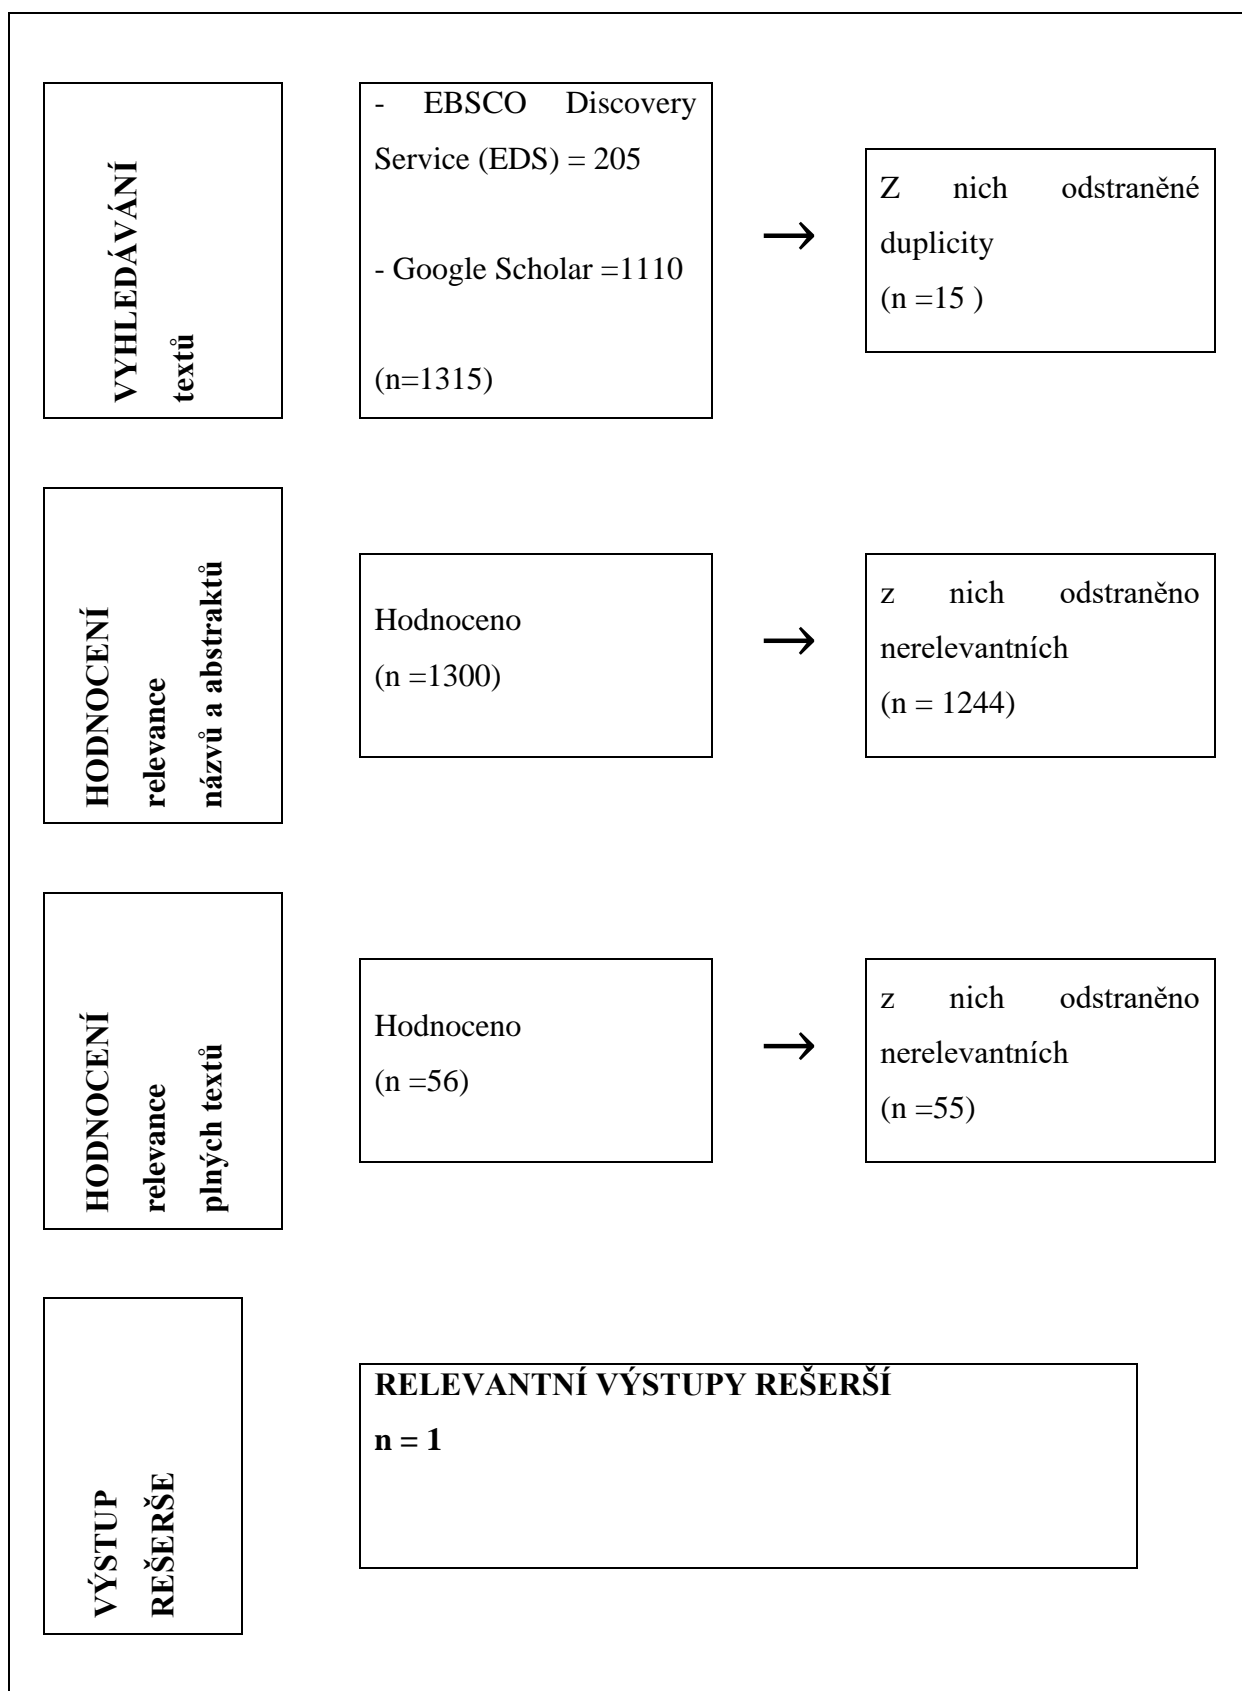 VYHLEDÁVÁNÍ
textů
- EBSCO Discovery
Service (EDS) = 205
- Google Scholar =1110
(n=1315)
→
Z nich odstraněné
duplicity
(n =15 )
HODNOCENÍ
relevance
názvů a abstraktů
Hodnoceno
(n =1300)
→
z nich odstraněno
nerelevantních
(n = 1244)
HODNOCENÍ
relevance
plných textů
Hodnoceno
(n =56)
→
z nich odstraněno
nerelevantních
(n =55)
VÝSTUP
REŠERŠE
RELEVANTNÍ VÝSTUPY REŠERŠÍ
n = 1